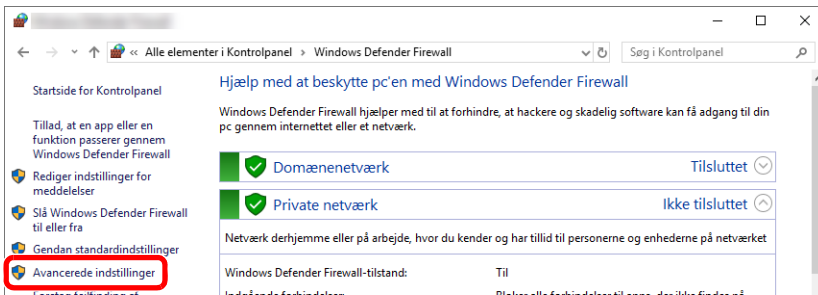 « Alle elementer i Kontrolpanel › Windows Defender Firewall
Søg i Kontrolpanel
Startside for Kontrolpanel
Tillad, at en app eller en
funktion passerer gennem
Windows Defender Firewall
Rediger indstillinger for
meddelelser
Slå Windows Defender Firewall
til eller fra
Gendan standardindstillinger
Avancerede indstillinger
Hjælp med at beskytte pc'en med Windows Defender Firewall
Windows Defender Firewall hjælper med til at forhindre, at hackere og skadelig software kan få adgang til din
pc gennem internettet eller et netværk.
Domænenetværk Tilsluttet
Private netværk Ikke tilsluttet
Netværk derhjemme eller på arbejde, hvor du kender og har tillid til personerne og enhederne på netværket
Windows Defender Firewall-tilstand: Til